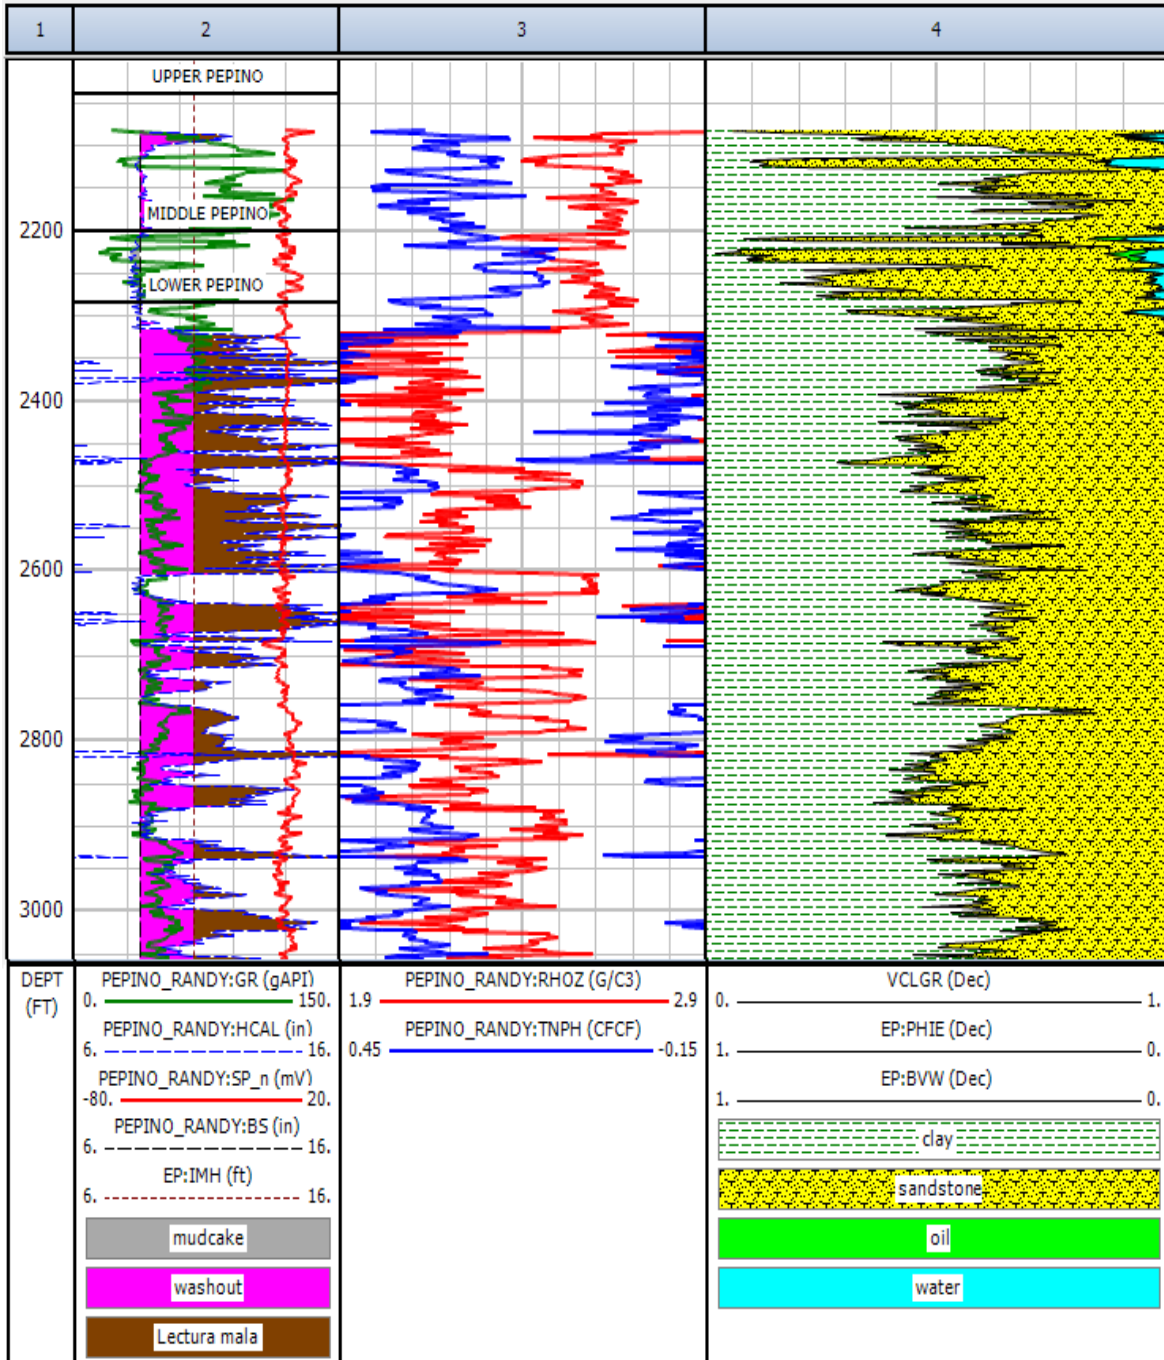 1 2 3 4
UPPER PEPINO
MIDDLE PEPINO
2200
LOWER PEPINO
2400
2600
2800
3000
DEPT
(FT)
PEPINO_RANDY:GR (gAPI)
0. 150.
PEPINO_RANDY:HCAL (in)
6. 16.
PEPINO_RANDY:SP_n (mV)
-80. 20.
PEPINO_RANDY:BS (in)
6. 16.
EP:IMH (ft)
6. 16.
mudcake
washout
Lectura mala
PEPINO_RANDY:RHOZ (G/C3)
1.9 2.9
PEPINO_RANDY:TNPH (CFCF)
0.45 -0.15
VCLGR (Dec)
0. 1.
EP:PHIE (Dec)
1. 0.
EP:BVW (Dec)
1. 0.
clay
sandstone
oil
water